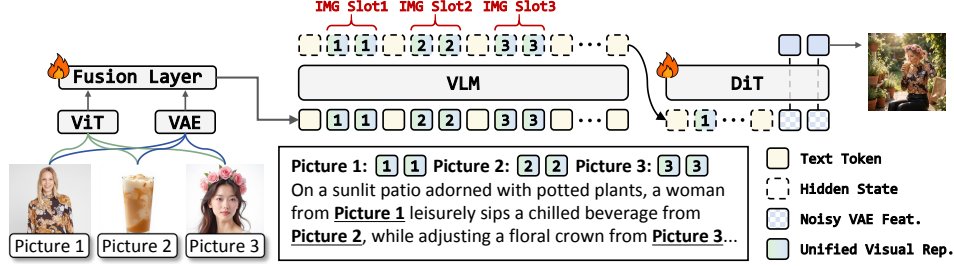 IMG Slot1 IMG Slot2 IMG Slot3
1 1 2 2 3 3 ...
Fusion Layer
VLM
DiT
ViT VAE
1 1 2 2 3 3 ...
1 ...
Picture 1 Picture 2 Picture 3
Picture 1: 1 1 Picture 2: 2 2 Picture 3: 3 3
On a sunlit patio adorned with potted plants, a woman
from Picture 1 leisurely sips a chilled beverage from
Picture 2, while adjusting a floral crown from Picture 3...
Text Token
Hidden State
Noisy VAE Feat.
Unified Visual Rep.